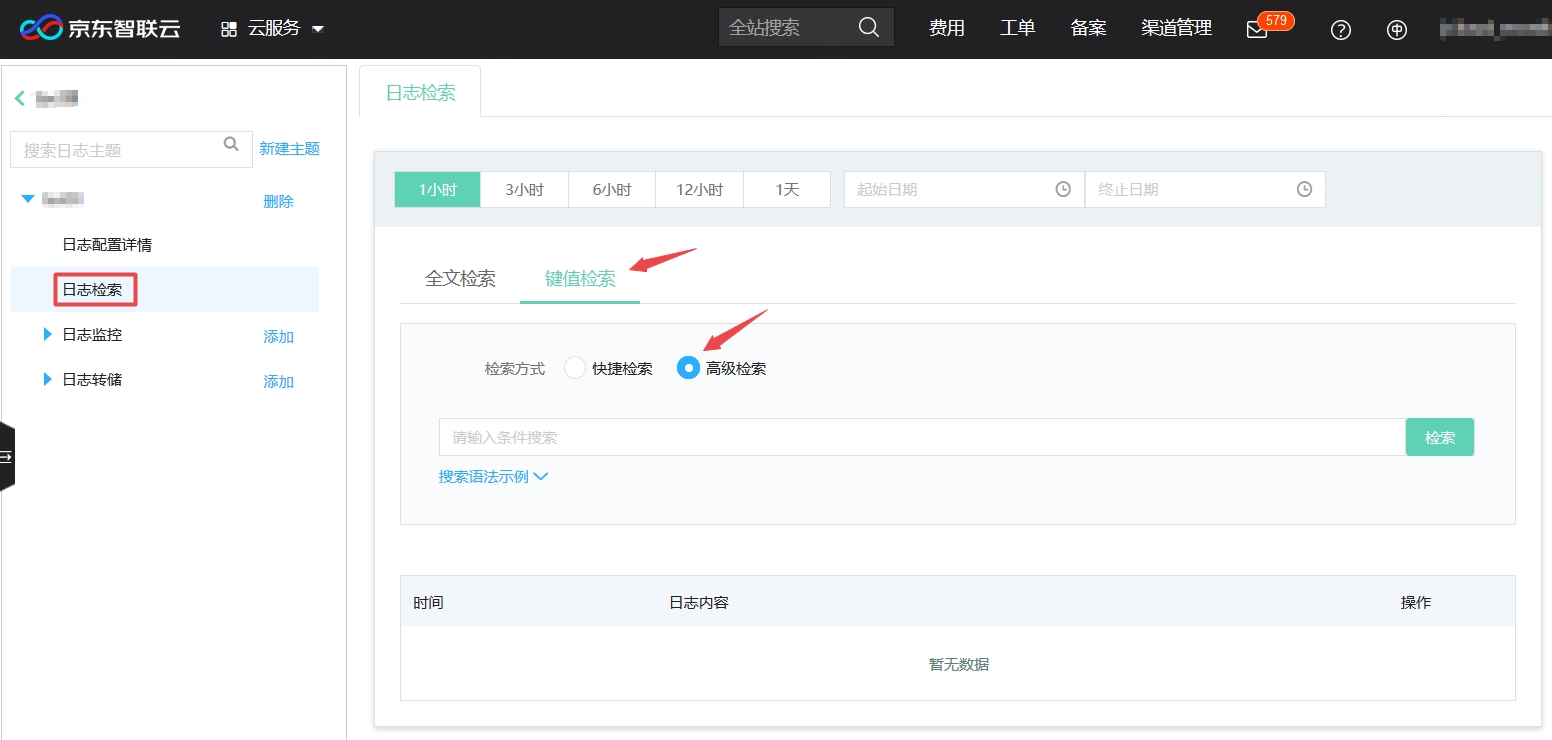 京东智联云 云服务 全站搜索 费用 工单 备案 渠道管理 579
日志检索
搜索日志主题 新建主题
1小时 3小时 6小时 12小时 1天 起始日期 终止日期
删除
日志配置详情
全文检索 键值检索
日志检索
日志监控 添加
检索方式 快捷检索 高级检索
日志转储 添加
请输入条件搜索 检索
搜索语法示例
时间 日志内容 操作
暂无数据